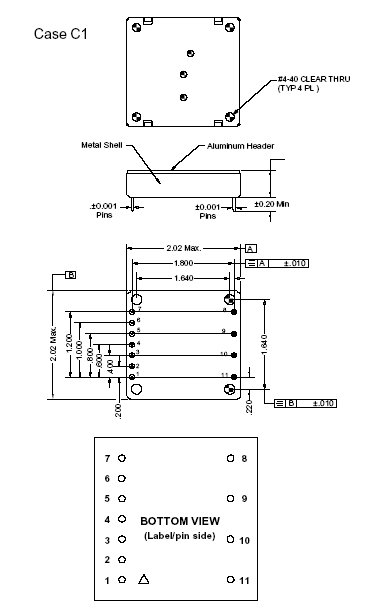 Case C1
#4-40 CLEAR THRU
(TYP 4 PL )
Metal Shell
Aluminum Header
±0.001
Pins
±0.001
Pins
±0.20 Min
2.02 Max.
A
1.800
A ±.010
B
1.640
7
8
6
5
9
4
3
10
2
1
11
2.02 Max.
1.200
1.000
.800
.600
.400
.200
1.640
.220
B ±.010
7
8
6
5
9
4
BOTTOM VIEW
3
(Label/pin side)
10
2
1
11